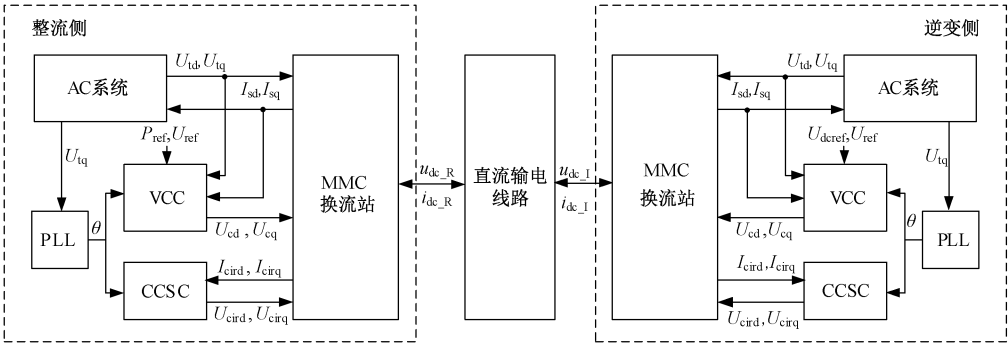 整流侧
逆变侧
AC系统
U_td,U_tq
I_sd,I_sq
P_ref,U_ref
U_tq
VCC
θ
PLL
U_cd,U_cq
I_cird,I_cirq
CCSC
U_cird,U_cirq
MMC
换流站
u_dc_R
i_dc_R
直流输电
线路
u_dc_I
i_dc_I
MMC
换流站
U_td,U_tq
I_sd,I_sq
AC系统
U_dcref,U_ref
U_tq
VCC
θ
PLL
U_cd,U_cq
I_cird,I_cirq
CCSC
U_cird,U_cirq